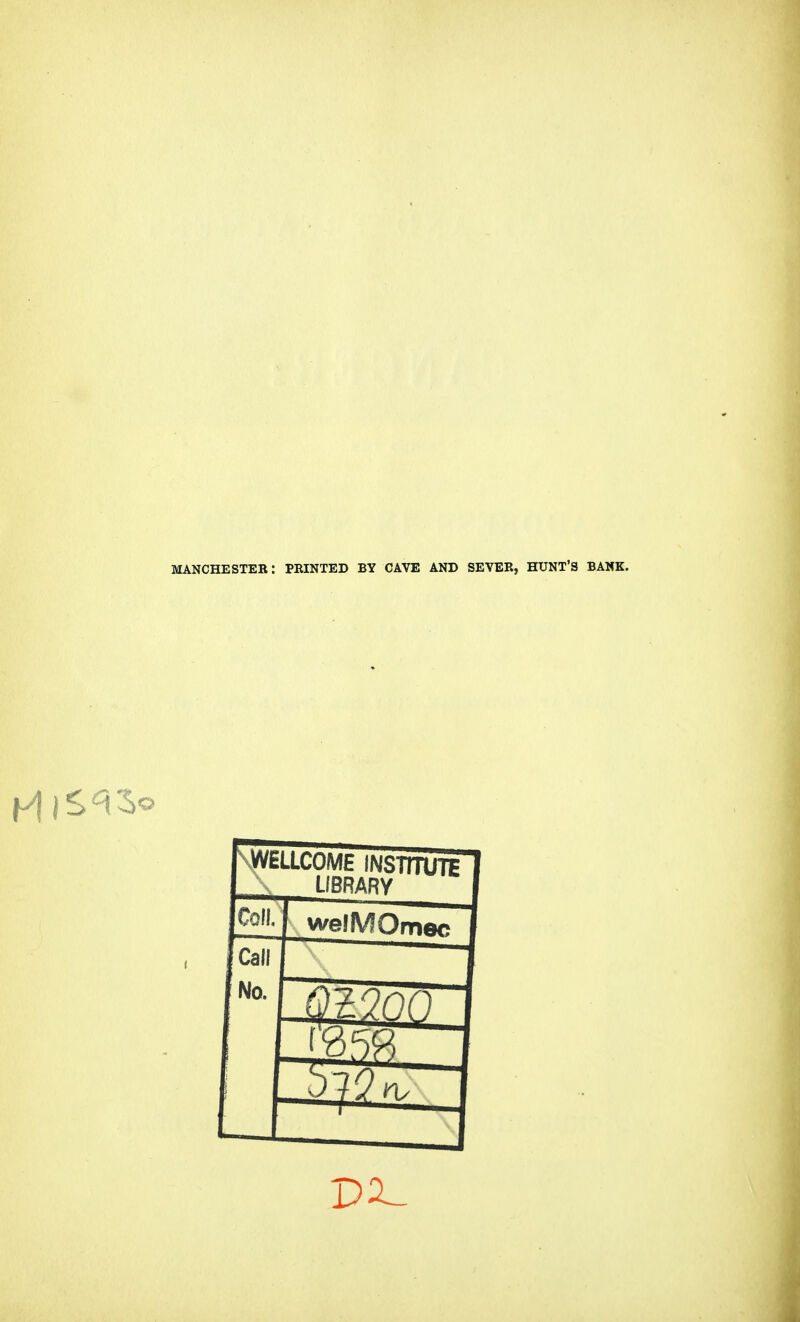 MANCHESTER: PRINTED BY CAVE AND SEVER, HUNT'S BANK.
M15930
WELLCOME INSTITUTE
LIBRARY
Coll. welMOmec
Call
No.
QZ200
1858
S72n
D2